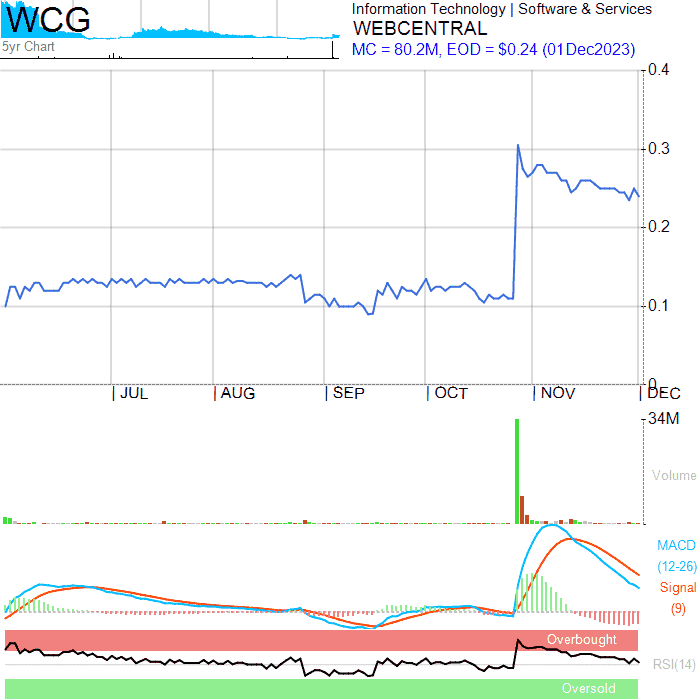 WCG
5yr Chart
Information Technology | Software & Services
WEBCENTRAL
MC = 80.2M, EOD = $0.24 (01Dec2023)
0.4
0.3
0.2
0.1
0
| JUL | AUG | SEP | OCT | NOV | DEC
34M
Volume
MACD
(12-26)
Signal
(9)
Overbought
RSI(14)
Oversold